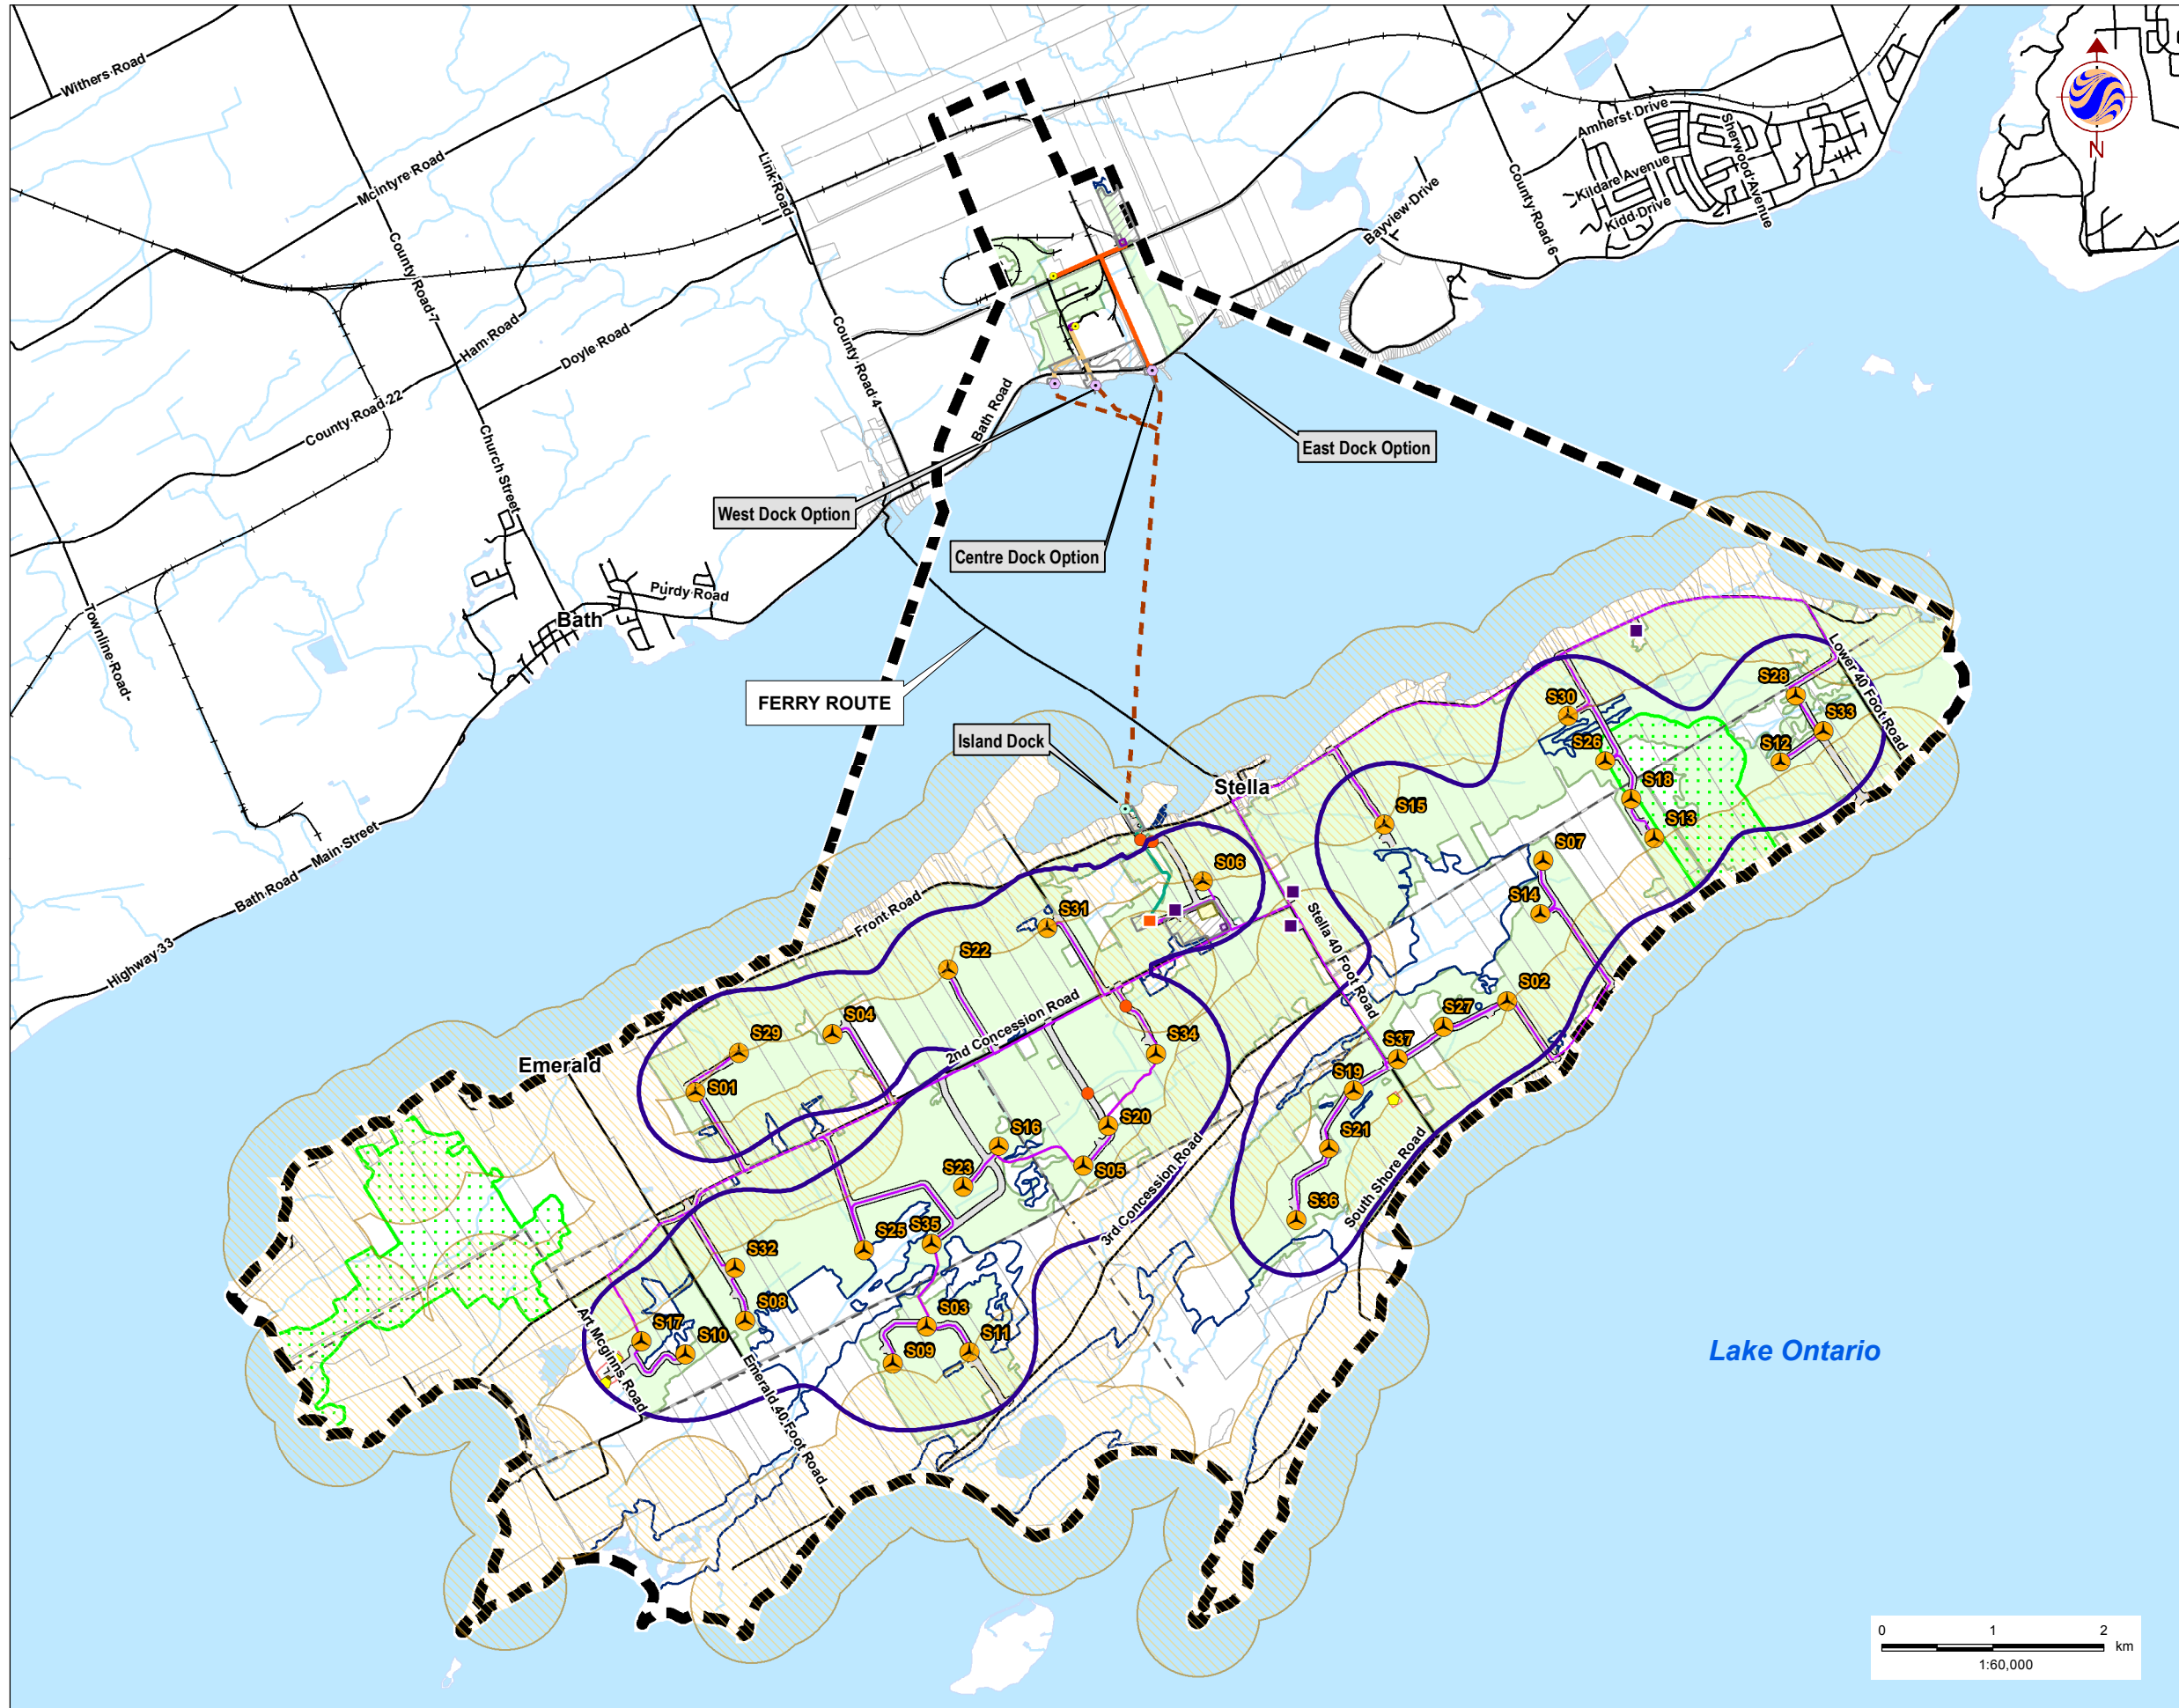 Withers Road
McIntyre Road
Link Road
County Road 7
County Road 6
Amherst Drive
Sherwood Avenue
Kildare Avenue
Kidd Drive
Bayview Drive
N
Ham Road
Doyle Road
County Road 4
County Road 22
Church Street
Bath Road
East Dock Option
West Dock Option
Centre Dock Option
Townline Road
Purdy Road
Bath
FERRY ROUTE
Island Dock
Stella
Lower 40 Foot Road
S28
S30
S33
S26
S12
S18
S15
S13
S07
S06
S14
Bath Road
Main Street
Highway 33
Front Road
S31
S22
Stella 40 Foot Road
S02
S27
S04
S29
2nd Concession Road
S34
S37
Emerald
S01
S19
S20
S16
S21
S05
S23
3rd Concession Road
South Shore Road
S36
S25
S35
S32
S08
S03
S17
S10
S11
S09
Art Mcginns Road
Emerald 40 Foot Road
Lake Ontario
0 1 2
km
1:60,000